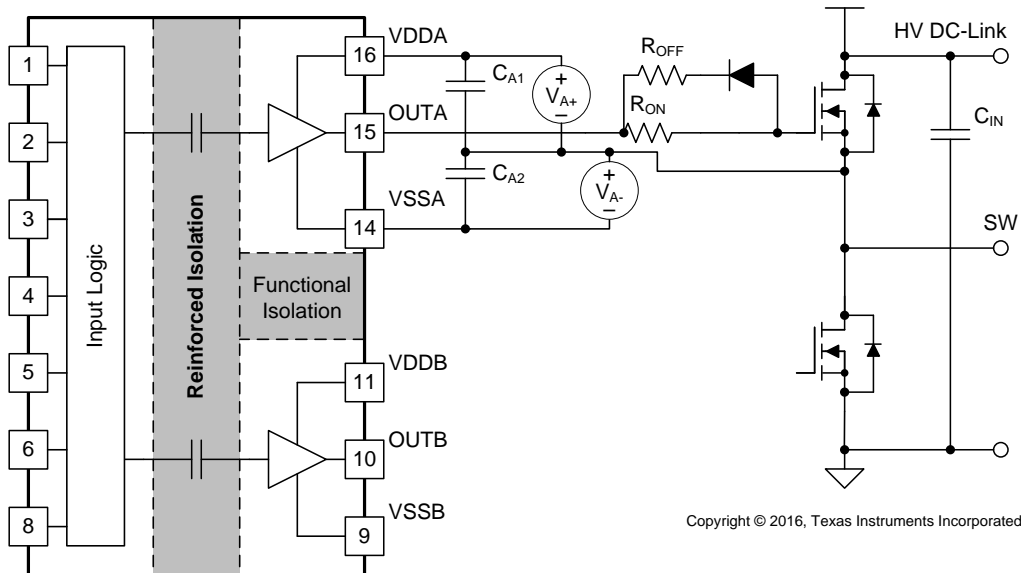 1
2
3
4
5
6
8
Input Logic
Reinforced Isolation
Functional
Isolation
16
VDDA
15
OUTA
VSSA
14
VDDB
11
OUTB
10
VSSB
9
CA1
CA2
+
VA+
−
+
VA-
−
ROFF
RON
HV DC-Link
CIN
SW
Copyright © 2016, Texas Instruments Incorporated